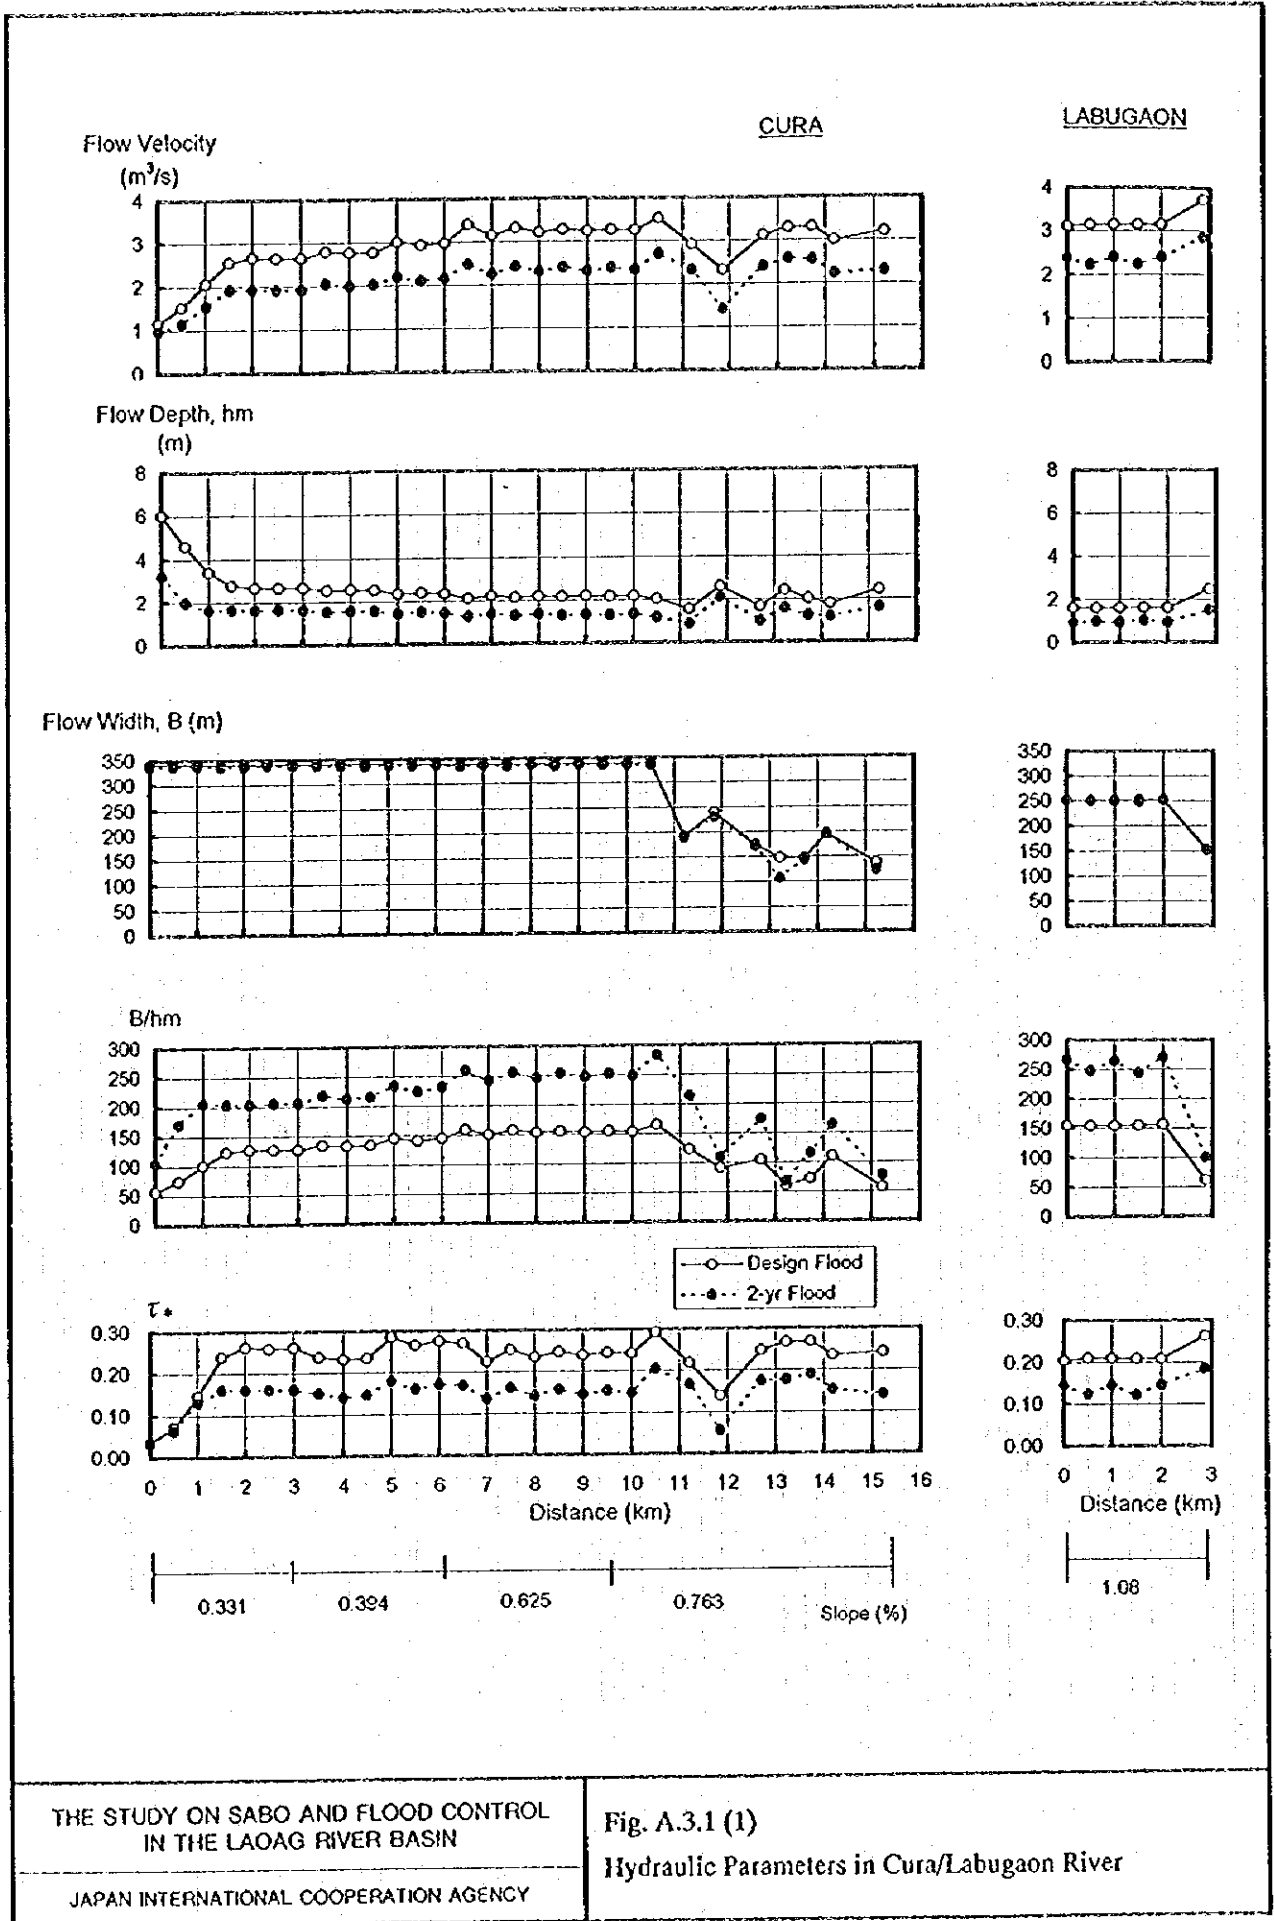 CURA
LABUGAON
Flow Velocity
(m³/s)
4
3
2
1
0
4
3
2
1
0
Flow Depth, hm
(m)
8
6
4
2
0
8
6
4
2
0
Flow Width, B (m)
350
300
250
200
150
100
50
0
350
300
250
200
150
100
50
0
B/hm
300
250
200
150
100
50
0
300
250
200
150
100
50
0
Design Flood
2-yr Flood
τ*
0.30
0.20
0.10
0.00
0 1 2 3 4 5 6 7 8 9 10 11 12 13 14 15 16
Distance (km)
0.30
0.20
0.10
0.00
0 1 2 3
Distance (km)
0.331 0.394 0.625 0.763 Slope (%)
1.08
THE STUDY ON SABO AND FLOOD CONTROL
IN THE LAOAG RIVER BASIN
JAPAN INTERNATIONAL COOPERATION AGENCY
Fig. A.3.1 (1)
Hydraulic Parameters in Cura/Labugaon River